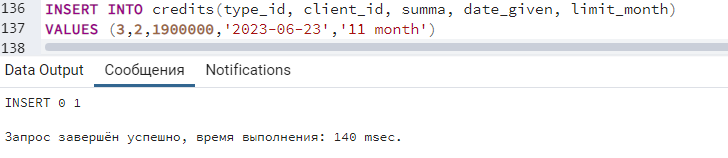 136 INSERT INTO credits(type_id, client_id, summa, date_given, limit_month)
137 VALUES (3,2,1900000,'2023-06-23','11 month')
138
Data Output Сообщения Notifications
INSERT 0 1
Запрос завершён успешно, время выполнения: 140 msec.